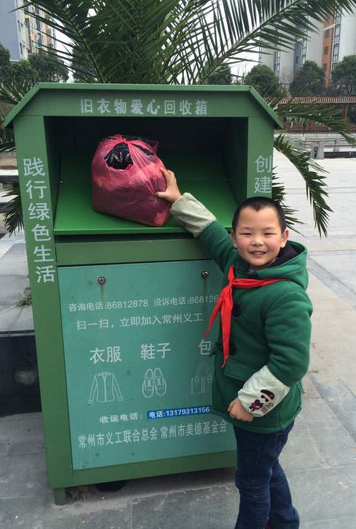 旧衣物爱心回收箱
践行绿色生活
创建
咨询电话:86812878 投诉电话:868126
扫一扫，立即加入常州义工
衣服 鞋子 包
收瑞电话: 电话:13179313156
常州市义工联合总会 常州市美德基金会